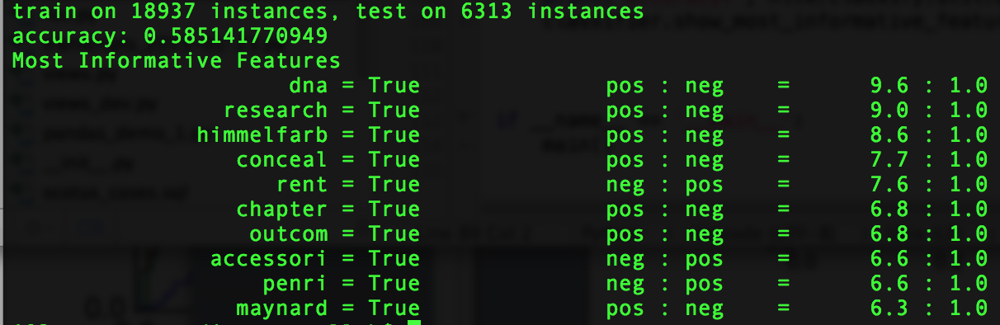 train on 18937 instances, test on 6313 instances
accuracy: 0.585141770949
Most Informative Features
dna = True pos : neg = 9.6 : 1.0
research = True pos : neg = 9.0 : 1.0
himmelfarb = True pos : neg = 8.6 : 1.0
conceal = True pos : neg = 7.7 : 1.0
rent = True neg : pos = 7.6 : 1.0
chapter = True pos : neg = 6.8 : 1.0
outcom = True pos : neg = 6.8 : 1.0
accessori = True neg : pos = 6.6 : 1.0
penri = True neg : pos = 6.6 : 1.0
maynard = True pos : neg = 6.3 : 1.0